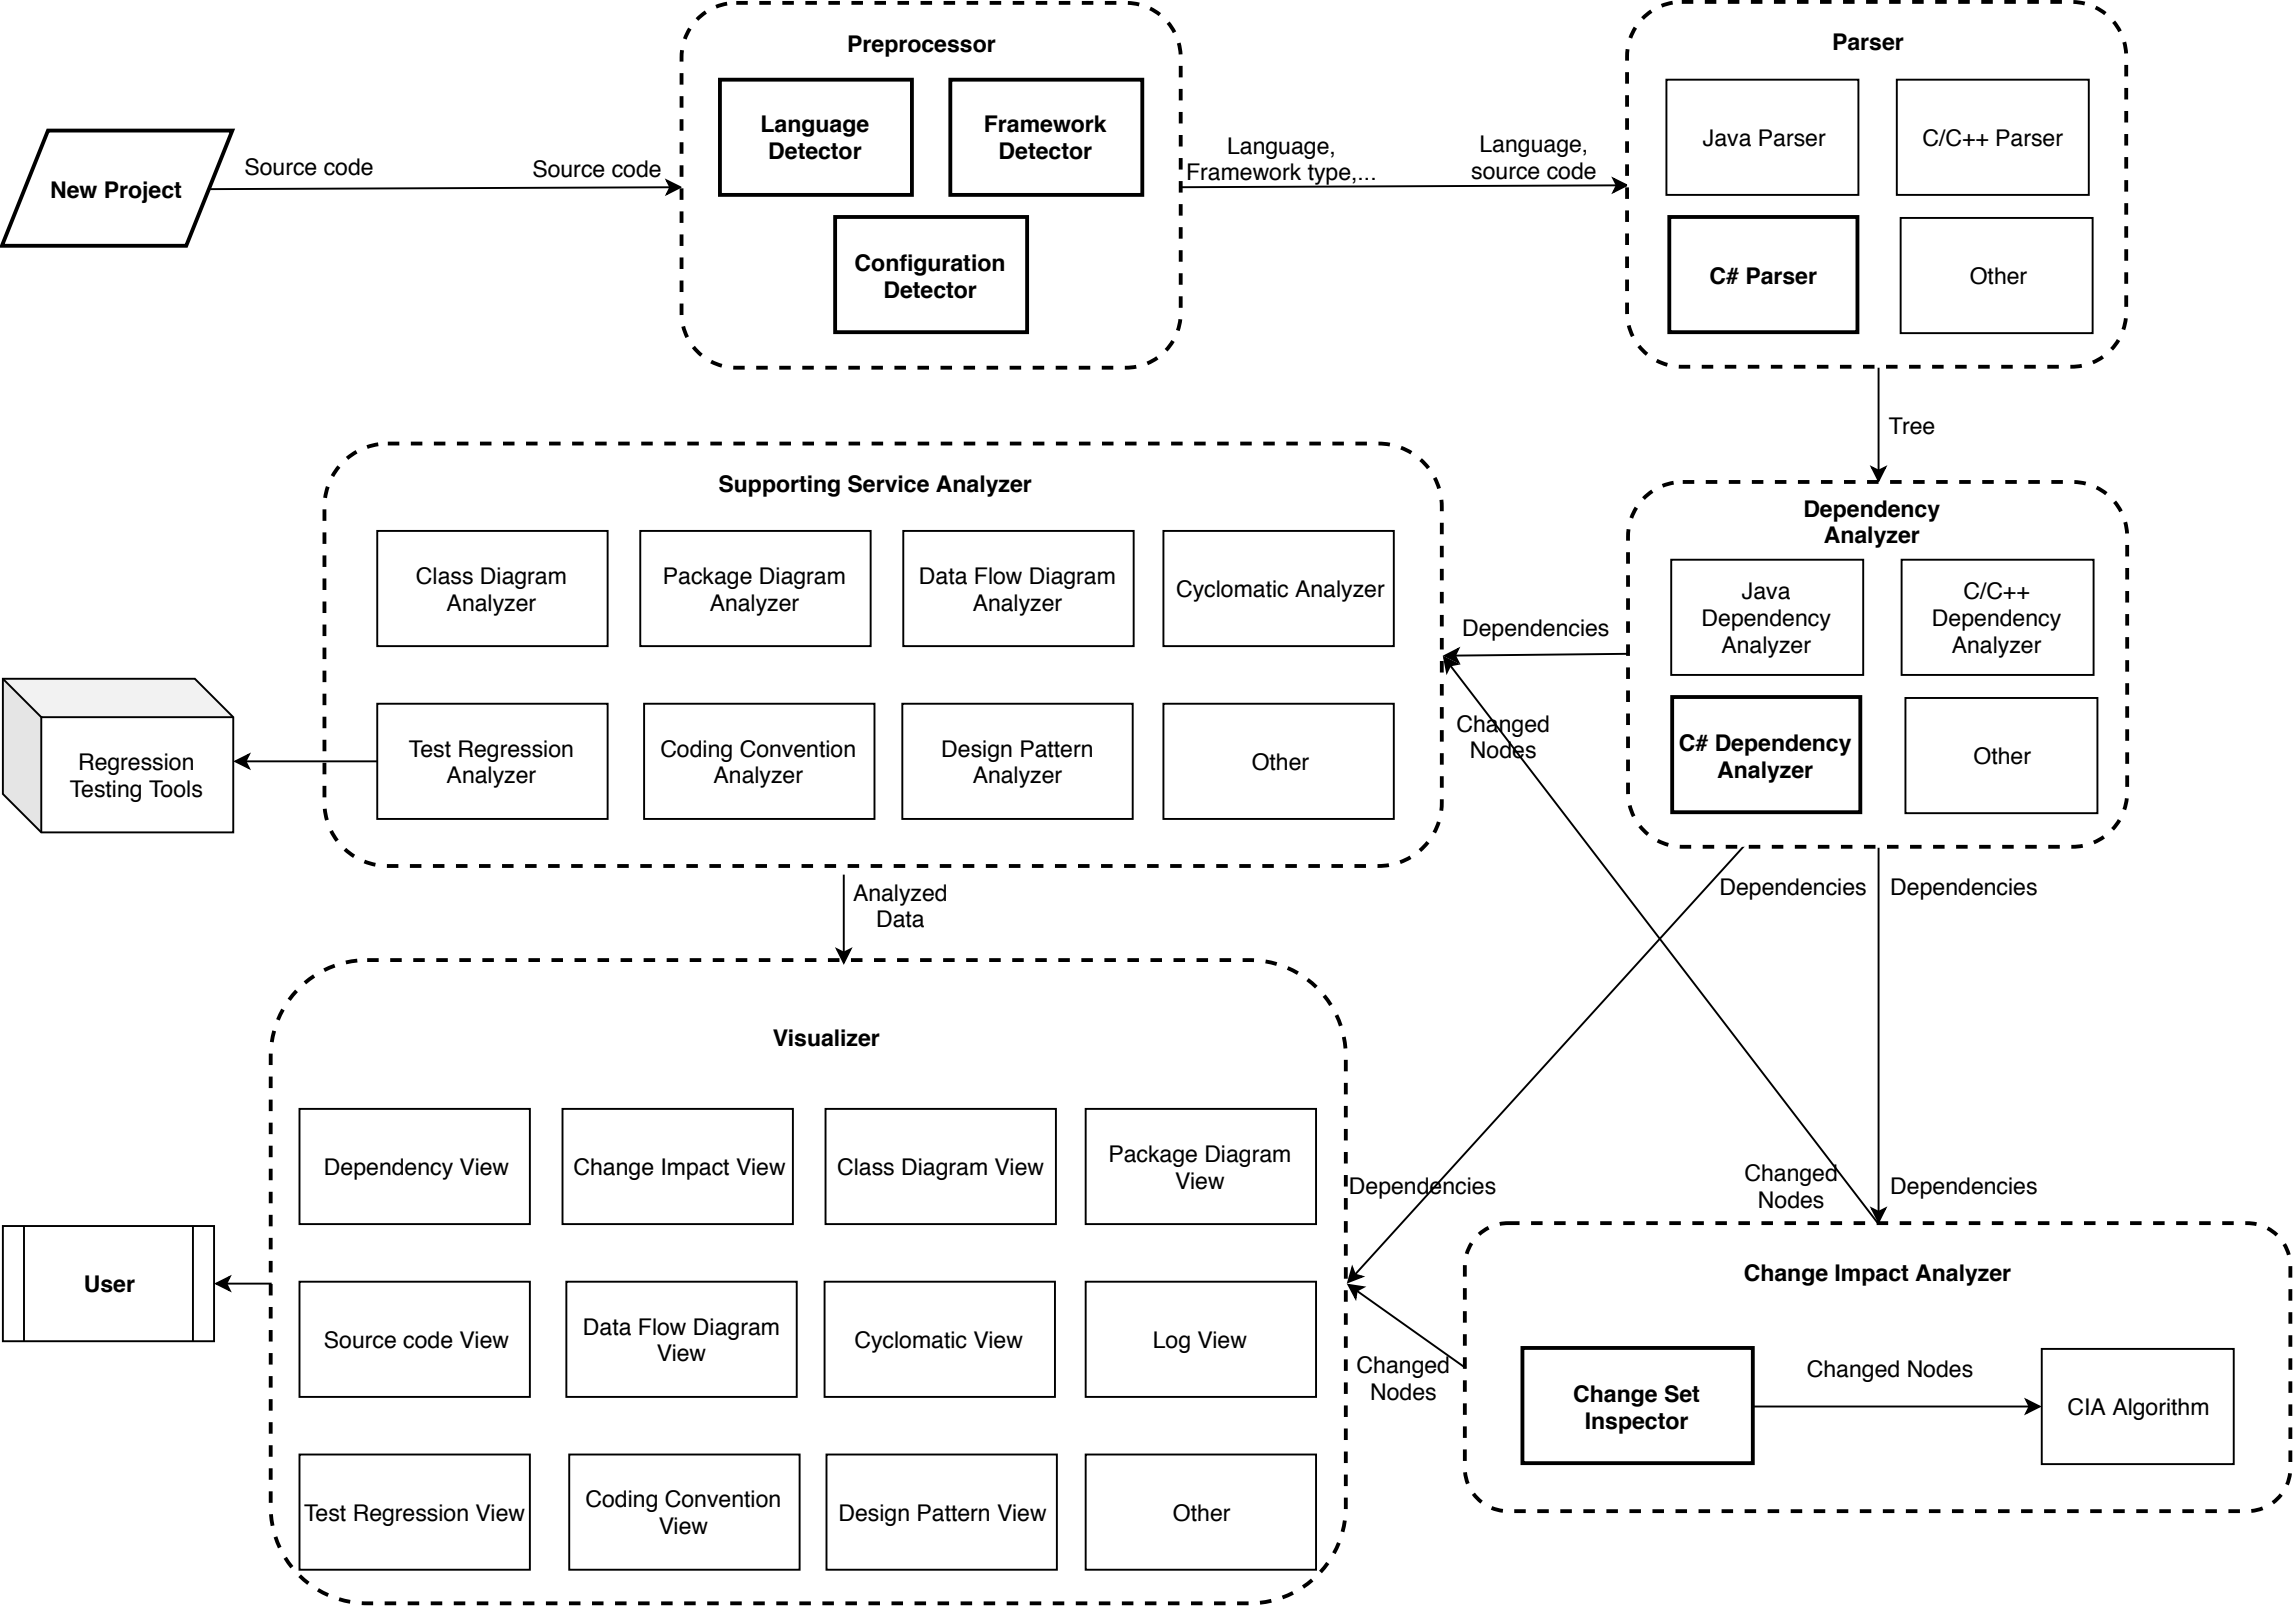 Preprocessor
Language
Detector
Framework
Detector
Configuration
Detector
New Project
Source code
Source code
Language,
Framework type,...
Language,
source code
Parser
Java Parser
C/C++ Parser
C# Parser
Other
Tree
Supporting Service Analyzer
Class Diagram
Analyzer
Package Diagram
Analyzer
Data Flow Diagram
Analyzer
Cyclomatic Analyzer
Test Regression
Analyzer
Coding Convention
Analyzer
Design Pattern
Analyzer
Other
Regression
Testing Tools
Dependencies
Changed
Nodes
Dependency
Analyzer
Java
Dependency
Analyzer
C/C++
Dependency
Analyzer
C# Dependency
Analyzer
Other
Analyzed
Data
Dependencies
Dependencies
Visualizer
Dependency View
Change Impact View
Class Diagram View
Package Diagram
View
Source code View
Data Flow Diagram
View
Cyclomatic View
Log View
Test Regression View
Coding Convention
View
Design Pattern View
Other
User
Dependencies
Changed
Nodes
Dependencies
Changed
Nodes
Change Impact Analyzer
Change Set
Inspector
Changed Nodes
CIA Algorithm